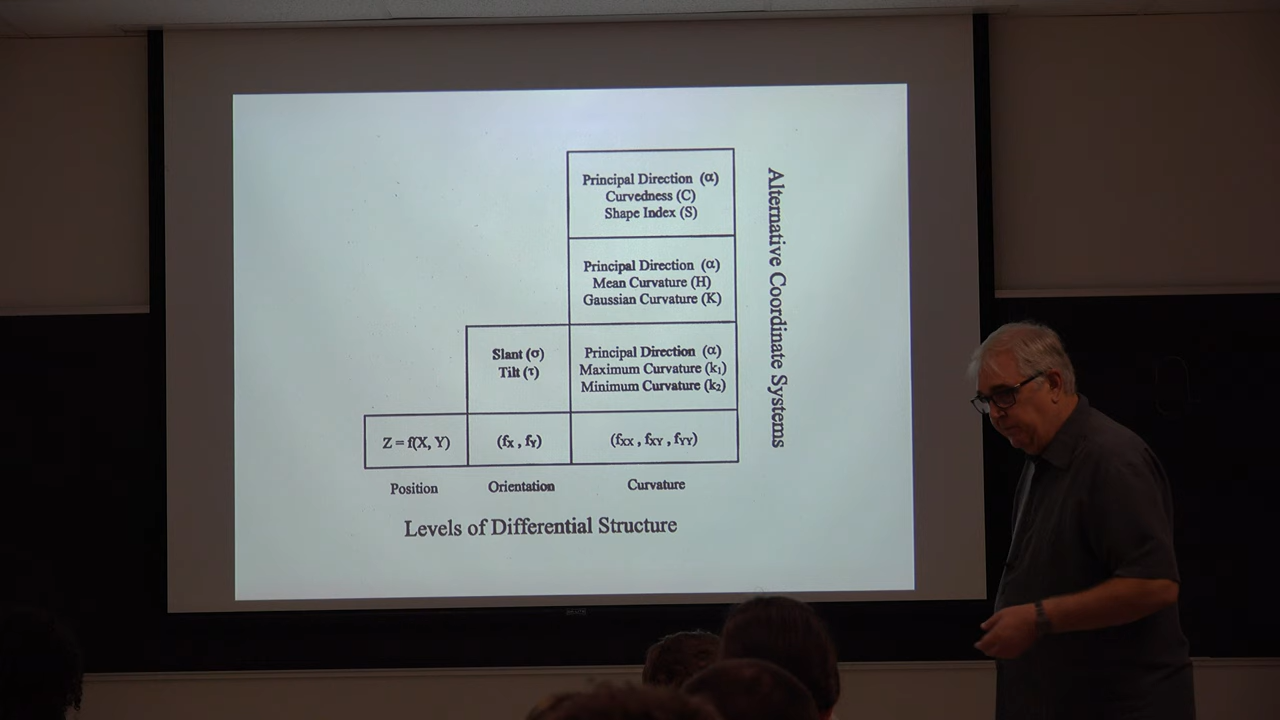 Principal Direction (α)
Curvedness (C)
Shape Index (S)
Principal Direction (α)
Mean Curvature (H)
Gaussian Curvature (K)
Slant (σ)
Tilt (τ)
Principal Direction (α)
Maximum Curvature (k₁)
Minimum Curvature (k₂)
Z = f(X, Y)
(fX , fY)
(fXX , fXY , fYY)
Position
Orientation
Curvature
Levels of Differential Structure
Alternative Coordinate Systems